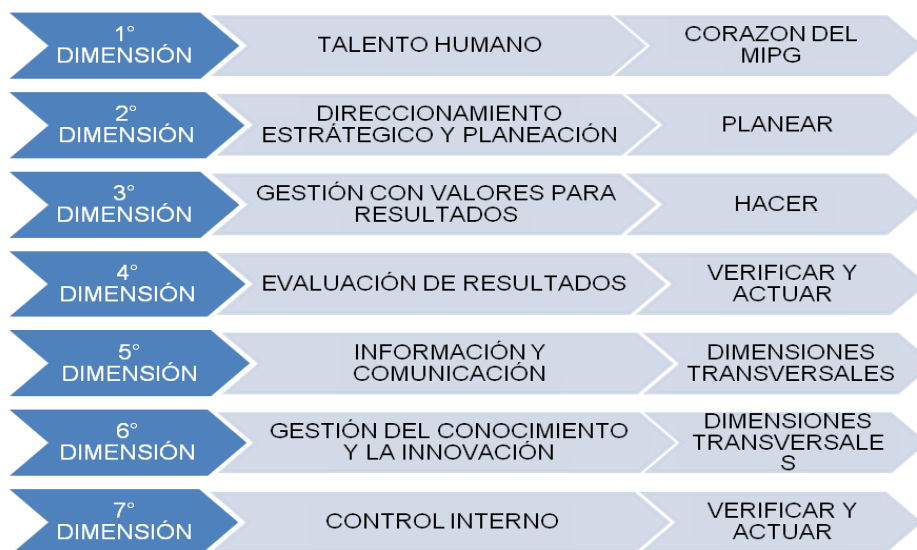 1°
DIMENSIÓN
TALENTO HUMANO
CORAZON DEL
MIPG
2°
DIMENSIÓN
DIRECCIONAMIENTO
ESTRÁTEGICO Y PLANEACIÓN
PLANEAR
3°
DIMENSIÓN
GESTIÓN CON VALORES PARA
RESULTADOS
HACER
4°
DIMENSIÓN
EVALUACIÓN DE RESULTADOS
VERIFICAR Y
ACTUAR
5°
DIMENSIÓN
INFORMACIÓN Y
COMUNICACIÓN
DIMENSIONES
TRANSVERSALES
6°
DIMENSIÓN
GESTIÓN DEL CONOCIMIENTO
Y LA INNOVACIÓN
DIMENSIONES
TRANSVERSALE
S
7°
DIMENSIÓN
CONTROL INTERNO
VERIFICAR Y
ACTUAR